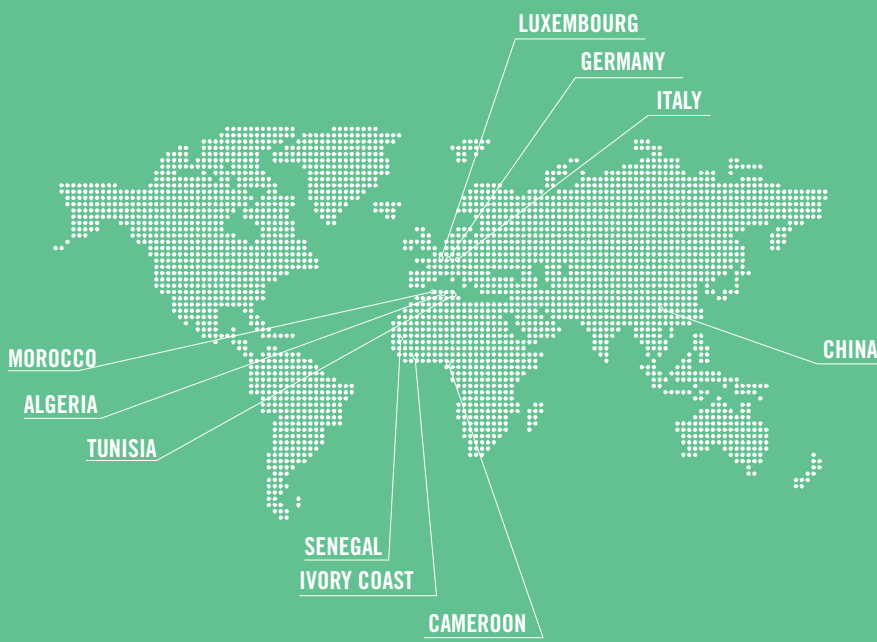 LUXEMBOURG
GERMANY
ITALY
MOROCCO
CHINA
ALGERIA
TUNISIA
SENEGAL
IVORY COAST
CAMEROON